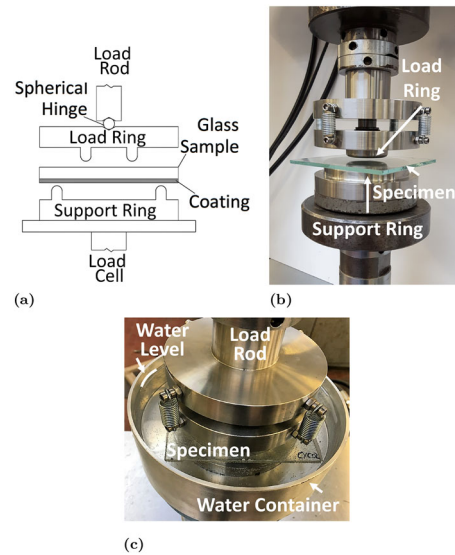 Load
Rod
Spherical
Hinge
Load Ring
Glass
Sample
Coating
Support Ring
Load
Cell
(a)
Load
Ring
Specimen
Support Ring
(b)
Water
Level
Load
Rod
Specimen
Water Container
(c)